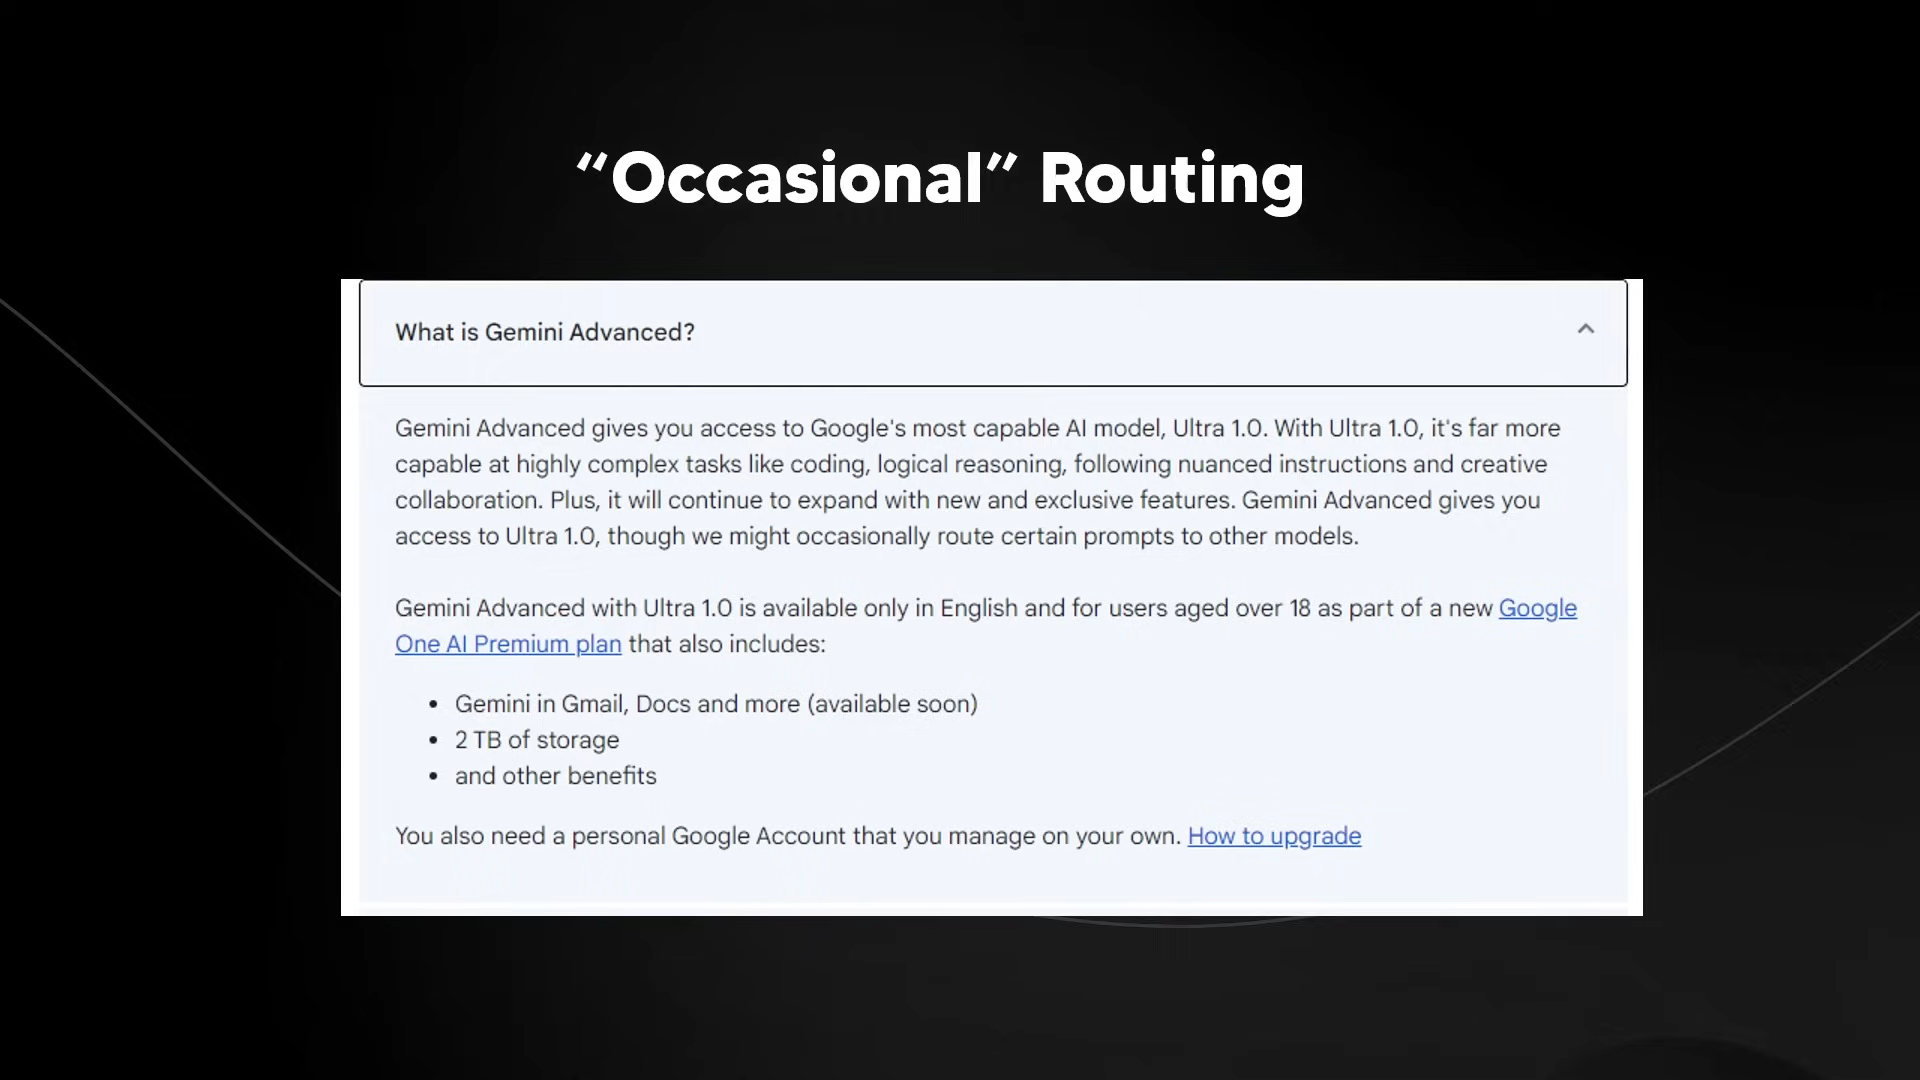 “Occasional” Routing
What is Gemini Advanced?
Gemini Advanced gives you access to Google's most capable AI model, Ultra 1.0. With Ultra 1.0, it's far more
capable at highly complex tasks like coding, logical reasoning, following nuanced instructions and creative
collaboration. Plus, it will continue to expand with new and exclusive features. Gemini Advanced gives you
access to Ultra 1.0, though we might occasionally route certain prompts to other models.
Gemini Advanced with Ultra 1.0 is available only in English and for users aged over 18 as part of a new Google
One AI Premium plan that also includes:
• Gemini in Gmail, Docs and more (available soon)
• 2 TB of storage
• and other benefits
You also need a personal Google Account that you manage on your own. How to upgrade